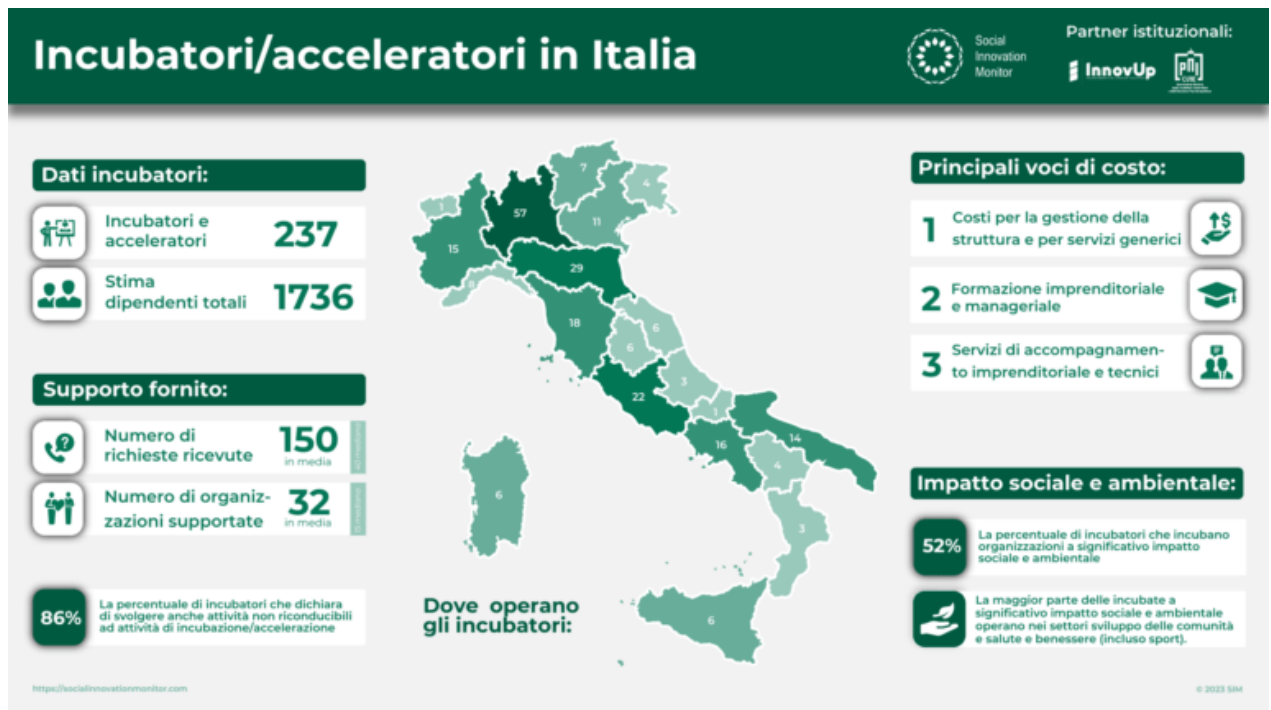 Incubatori/acceleratori in Italia
Social
Innovation
Monitor
Partner istituzionali:
InnovUp
PNI
CUBE
Dati incubatori:
Incubatori e
acceleratori
237
Stima
dipendenti totali
1736
Supporto fornito:
Numero di
richieste ricevute
150
in media
40 mediana
Numero di organiz-
zazioni supportate
32
in media
mediana
86%
La percentuale di incubatori che dichiara
di svolgere anche attività non riconducibili
ad attività di incubazione/accelerazione
7
4
1
57
11
15
29
8
18
6
6
3
22
1
14
16
4
6
3
6
Dove operano
gli incubatori:
Principali voci di costo:
1
Costi per la gestione della
struttura e per servizi generici
2
Formazione imprenditoriale
e manageriale
3
Servizi di accompagnamen-
to imprenditoriale e tecnici
Impatto sociale e ambientale:
52%
La percentuale di incubatori che incubano
organizzazioni a significativo impatto
sociale e ambientale
La maggior parte delle incubate a
significativo impatto sociale e ambientale
operano nei settori sviluppo delle comunità
e salute e benessere (incluso sport).
https://socialinnovationmonitor.com
© 2023 SIM